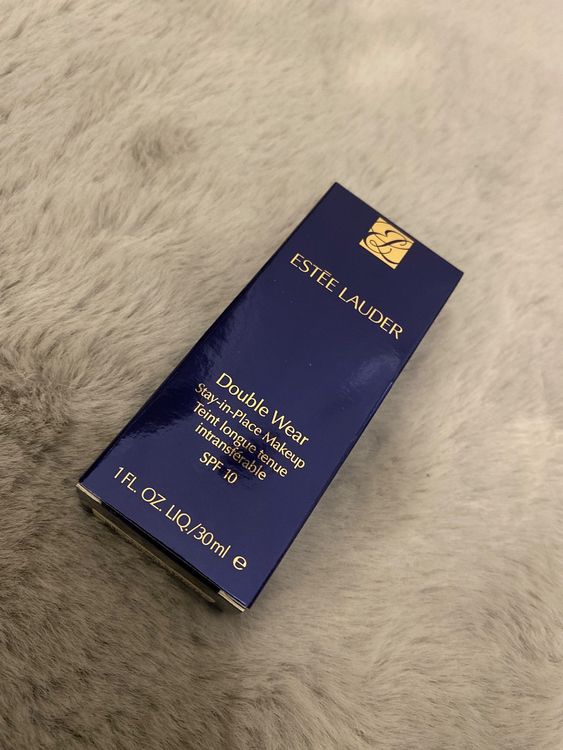 ESTĒE LAUDER
Double Wear
Stay-in-Place Makeup
Teint longue tenue
intransférable
SPF 10
1 FL. OZ. LIQ./30ml e